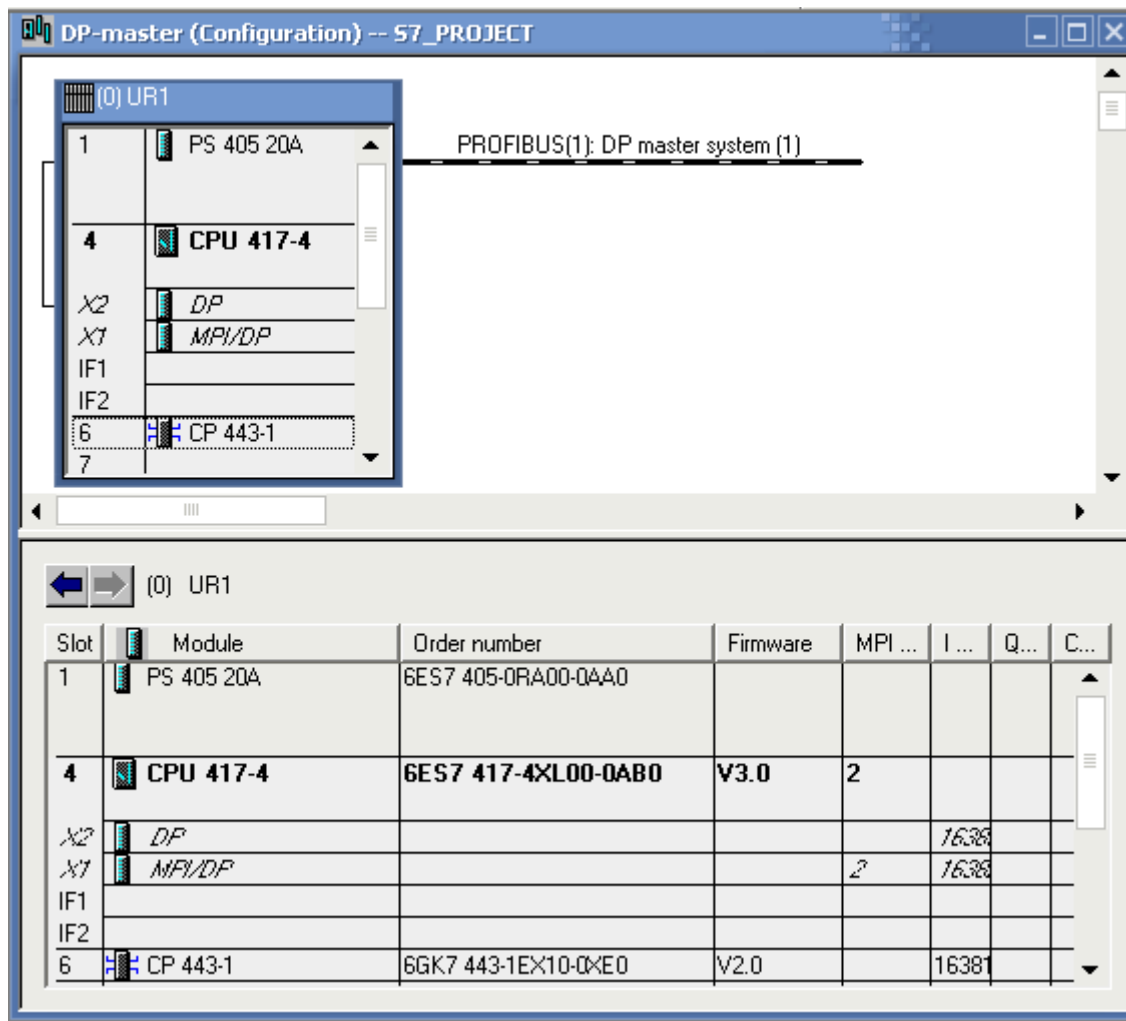 DP-master (Configuration) -- S7_PROJECT
(0) UR1
1 PS 405 20A
PROFIBUS(1): DP master system (1)
4 CPU 417-4
X2 DP
X1 MPI/DP
IF1
IF2
6 CP 443-1
7
(0) UR1
Slot Module Order number Firmware MPI ... I ... Q... C...
1 PS 405 20A 6ES7 405-0RA00-0AA0
4 CPU 417-4 6ES7 417-4XL00-0AB0 V3.0 2
X2 DP 1638
X1 MPI/DP 2 1638
IF1
IF2
6 CP 443-1 6GK7 443-1EX10-0XE0 V2.0 16381